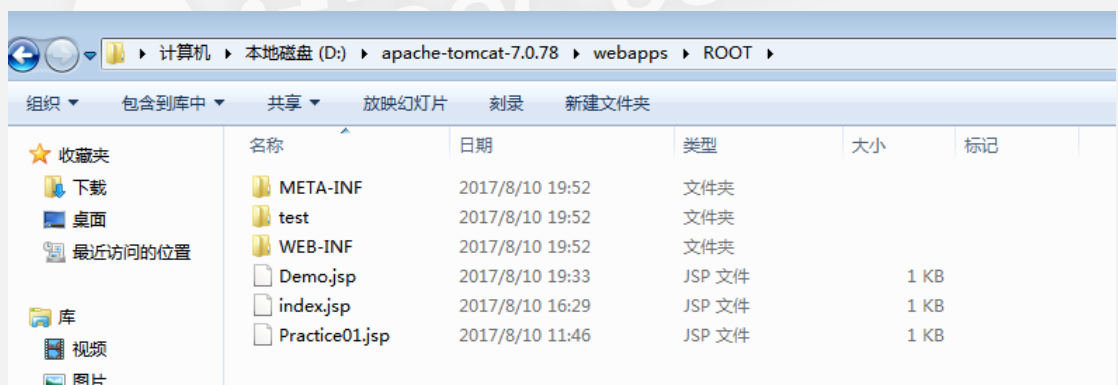 计算机 本地磁盘 (D:) apache-tomcat-7.0.78 webapps ROOT
组织 包含到库中 共享 放映幻灯片 刻录 新建文件夹
名称 日期 类型 大小 标记
收藏夹
下载
桌面
最近访问的位置
库
视频
图片
META-INF 2017/8/10 19:52 文件夹
test 2017/8/10 19:52 文件夹
WEB-INF 2017/8/10 19:52 文件夹
Demo.jsp 2017/8/10 19:33 JSP 文件 1 KB
index.jsp 2017/8/10 16:29 JSP 文件 1 KB
Practice01.jsp 2017/8/10 11:46 JSP 文件 1 KB